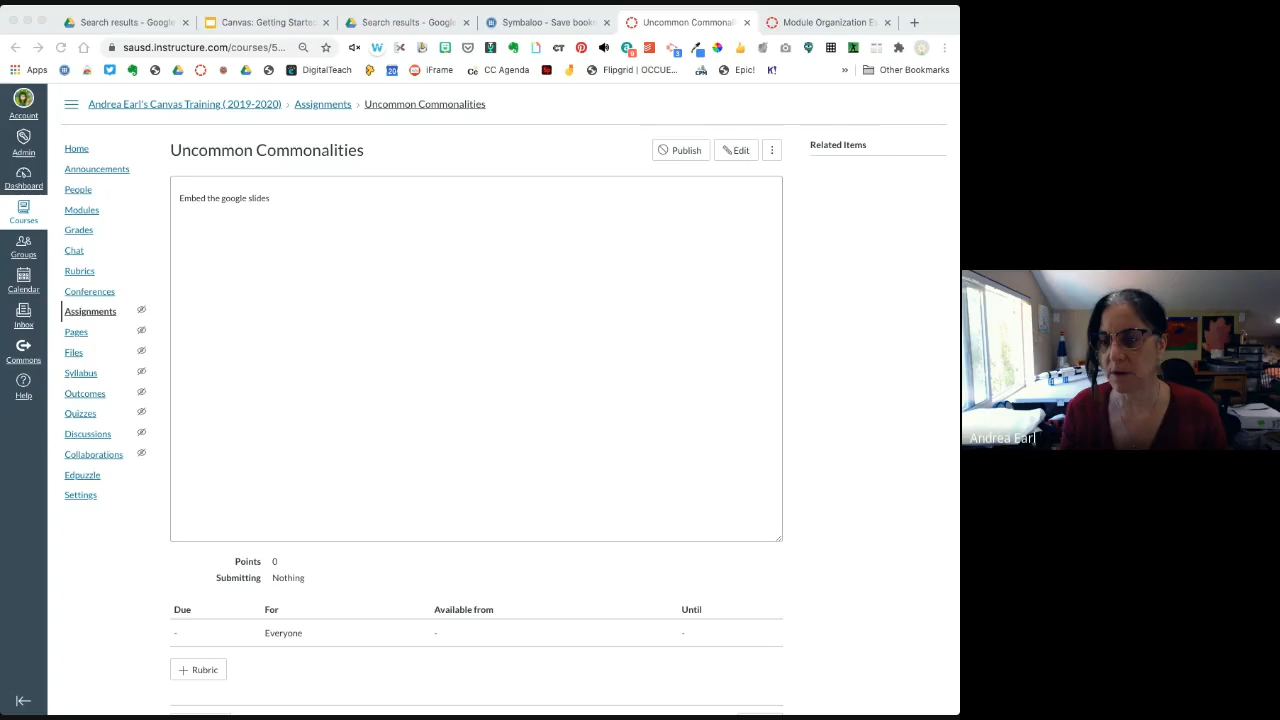 Search results - Google
Canvas: Getting Started
Search results - Google
Symbaloo - Save book
Uncommon Commonali
Module Organization Es
sausd.instructure.com/courses/5...
Apps
DigitalTeach
iFrame
CC Agenda
Flipgrid | OCCUE...
Epic!
Other Bookmarks
Andrea Earl's Canvas Training ( 2019-2020) › Assignments › Uncommon Commonalities
Account
Admin
Dashboard
Courses
Groups
Calendar
Inbox
Commons
Help
Home
Announcements
People
Modules
Grades
Chat
Rubrics
Conferences
Assignments
Pages
Files
Syllabus
Outcomes
Quizzes
Discussions
Collaborations
Edpuzzle
Settings
Uncommon Commonalities
Publish
Edit
Related Items
Embed the google slides
Points 0
Submitting Nothing
Due For Available from Until
- Everyone - -
+ Rubric
Andrea Earl